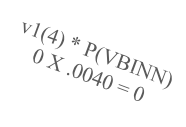 v1(4) * P(VBINN)
0 X .0040 = 0